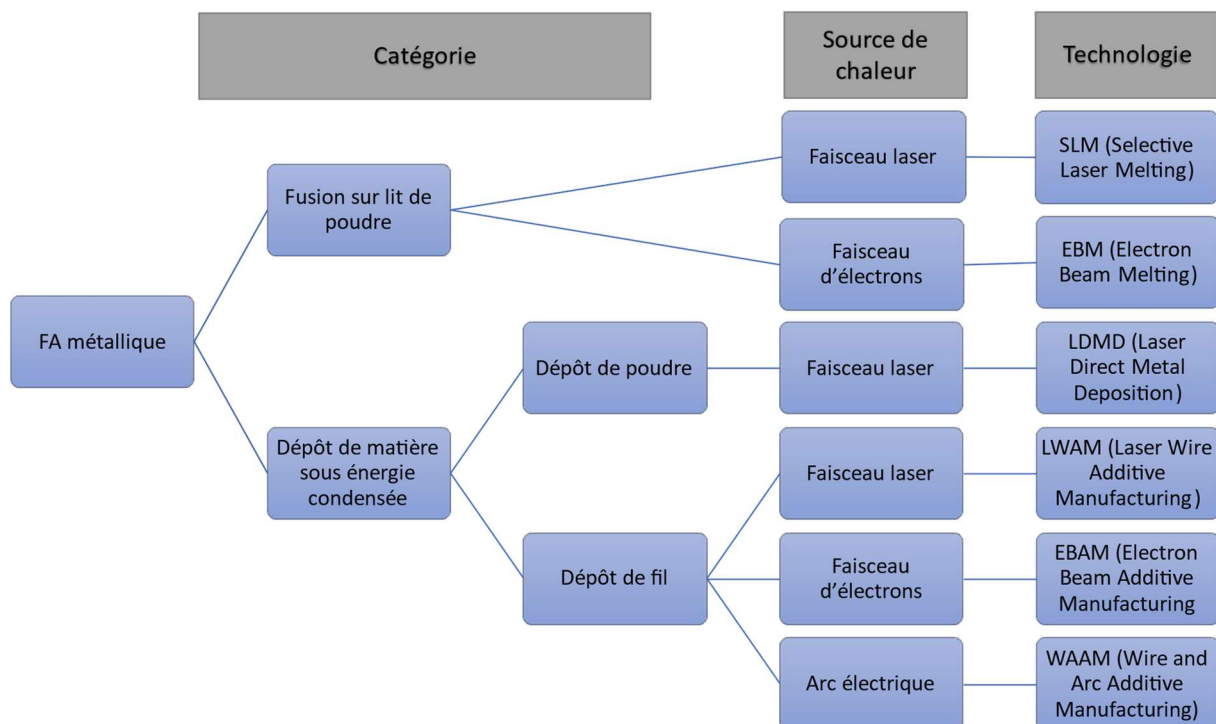 Catégorie
Source de
chaleur
Technologie
FA métallique
Fusion sur lit de
poudre
Faisceau laser
SLM (Selective
Laser Melting)
Faisceau
d’électrons
EBM (Electron
Beam Melting)
Dépôt de matière
sous énergie
condensée
Dépôt de poudre
Faisceau laser
LDMD (Laser
Direct Metal
Deposition)
Dépôt de fil
Faisceau laser
LWAM (Laser Wire
Additive
Manufacturing)
Faisceau
d’électrons
EBAM (Electron
Beam Additive
Manufacturing
Arc électrique
WAAM (Wire and
Arc Additive
Manufacturing)